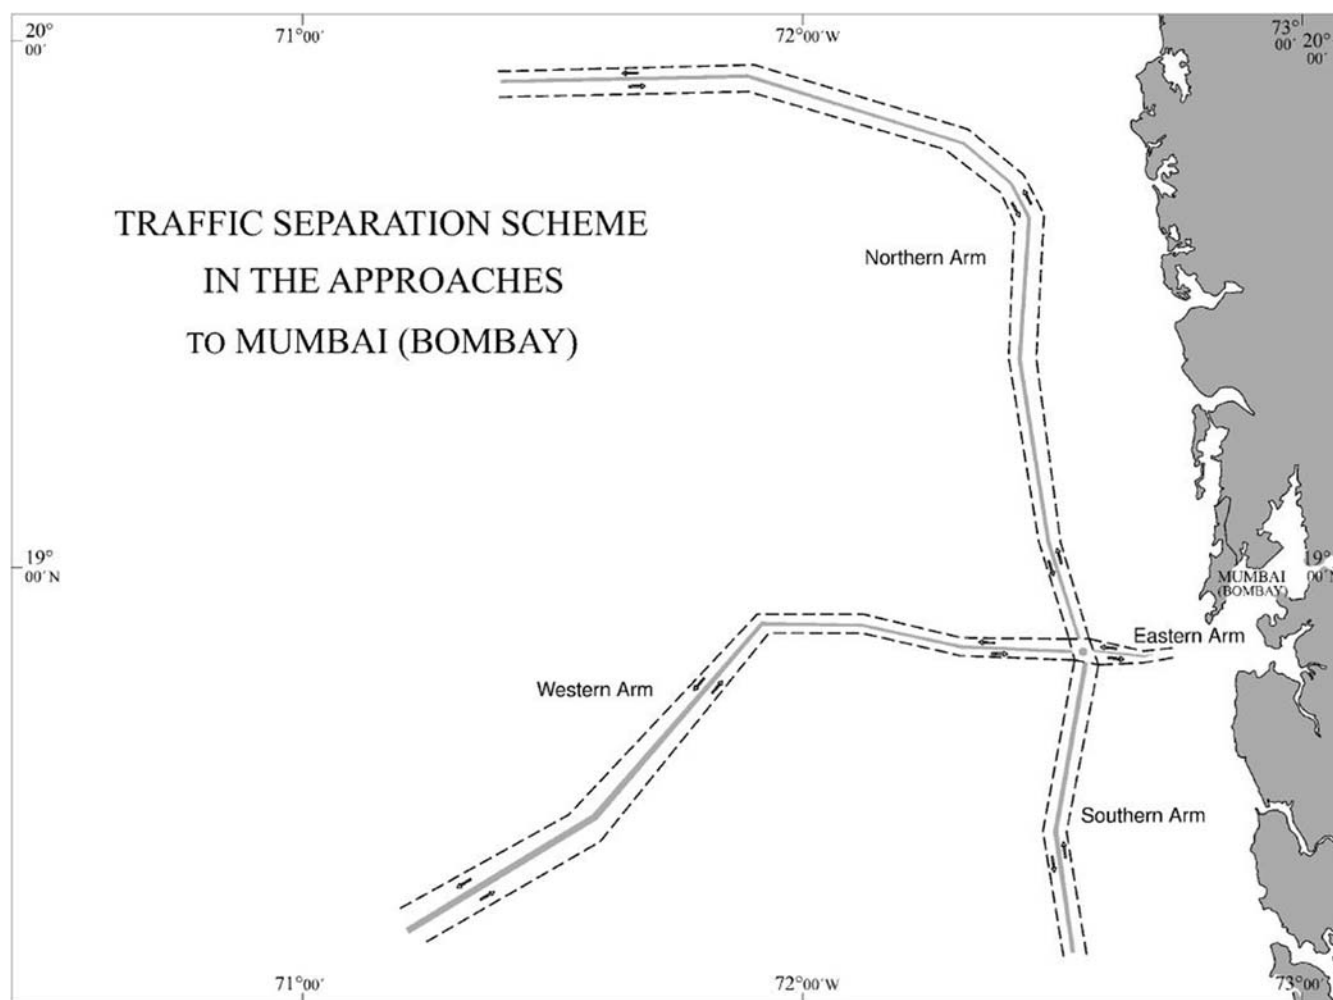 20°
00´
71°00´
72°00´W
73°
00´
20°
00´
TRAFFIC SEPARATION SCHEME
IN THE APPROACHES
TO MUMBAI (BOMBAY)
Northern Arm
19°
00´N
19°
00´N
MUMBAI
(BOMBAY)
Eastern Arm
Western Arm
Southern Arm
71°00´
72°00´W
73°00´